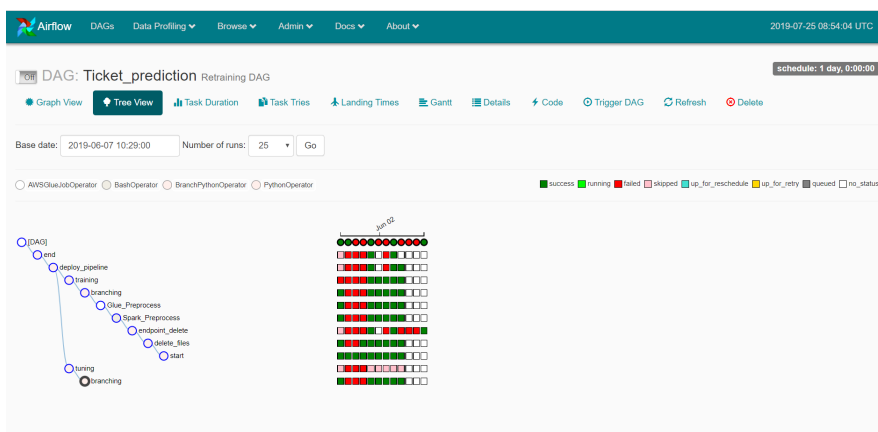 Airflow DAGs Data Profiling Browse Admin Docs About 2019-07-25 08:54:04 UTC
Off DAG: Ticket_prediction Retraining DAG schedule: 1 day, 0:00:00
Graph View Tree View Task Duration Task Tries Landing Times Gantt Details Code Trigger DAG Refresh Delete
Base date: 2019-06-07 10:29:00 Number of runs: 25 Go
AWSGlueJobOperator BashOperator BranchPythonOperator PythonOperator success running failed skipped up_for_reschedule up_for_retry queued no_status
Jun 02
[DAG]
end
deploy_pipeline
training
branching
Glue_Preprocess
Spark_Preprocess
endpoint_delete
delete_files
start
tuning
branching